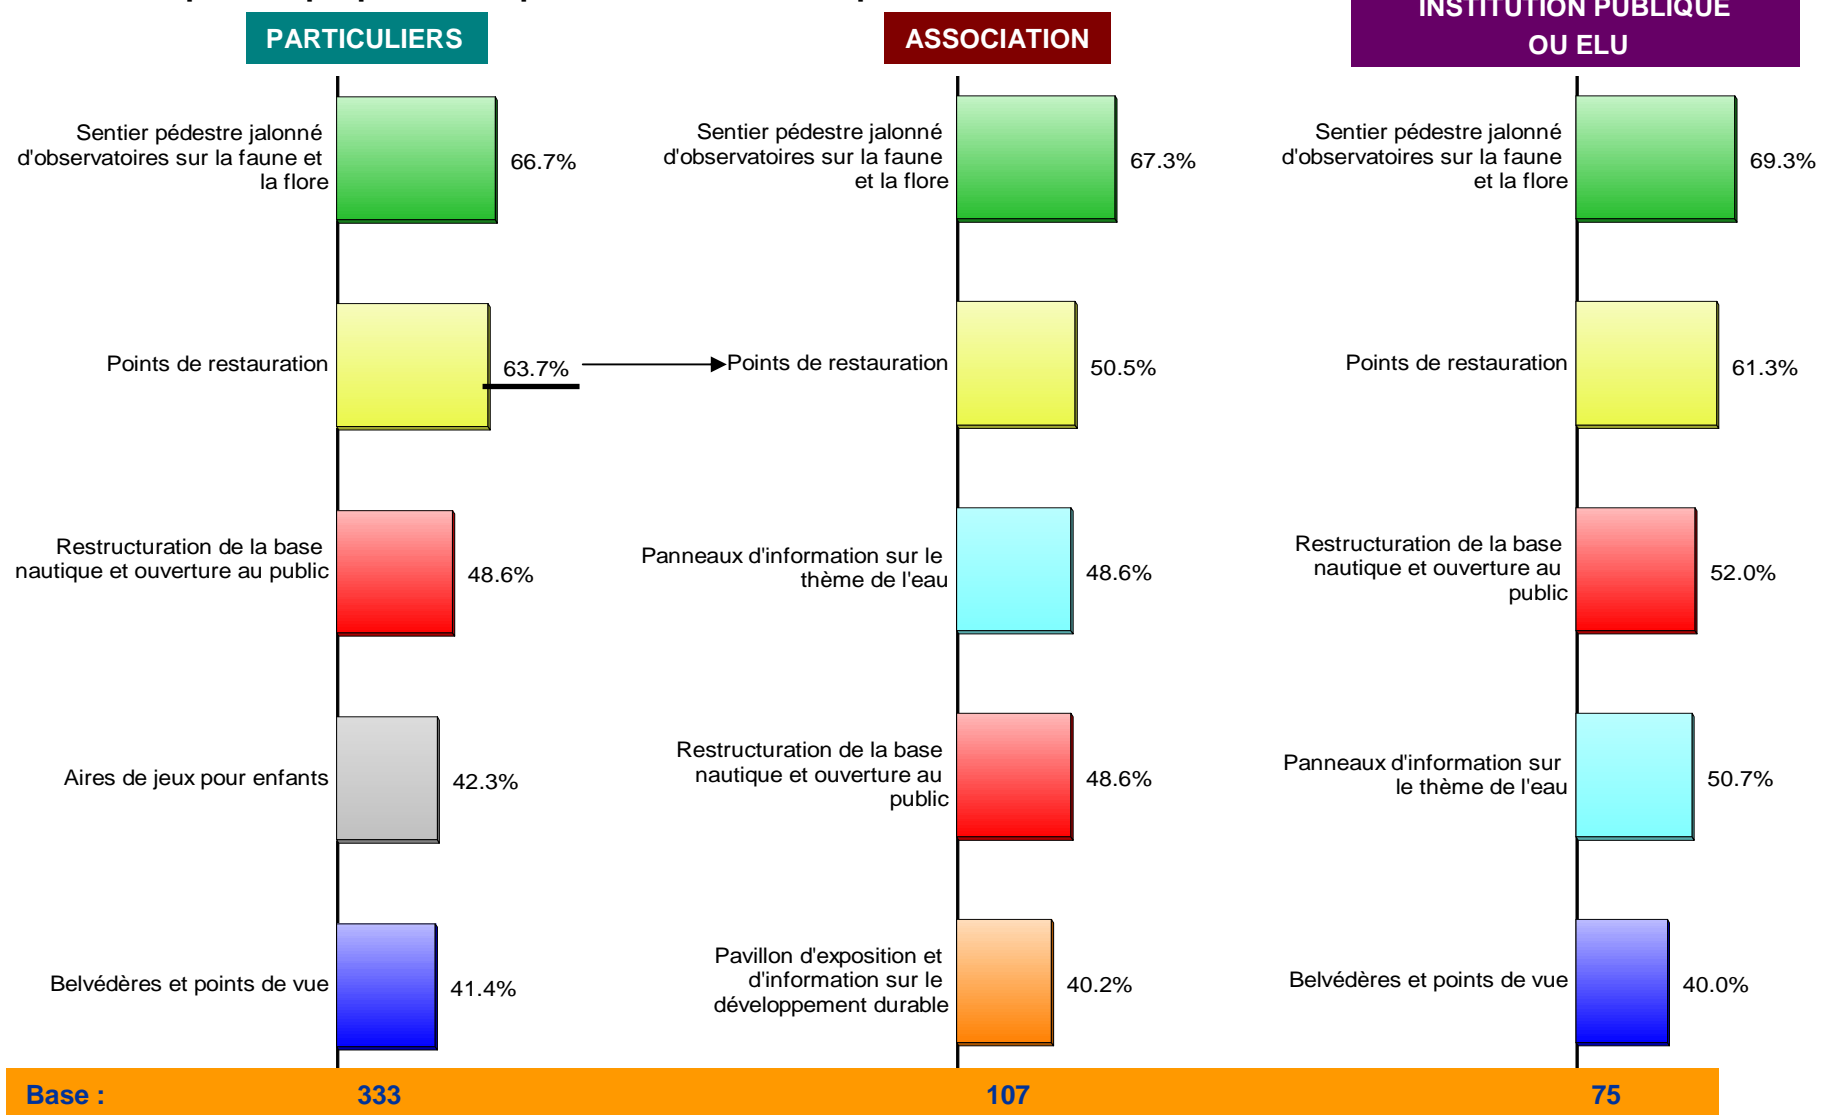 PARTICULIERS
Sentier pédestre jalonné
d'observatoires sur la faune et
la flore
66.7%
Points de restauration
63.7%
Restructuration de la base
nautique et ouverture au public
48.6%
Aires de jeux pour enfants
42.3%
Belvédères et points de vue
41.4%
ASSOCIATION
Sentier pédestre jalonné
d'observatoires sur la faune
et la flore
67.3%
Points de restauration
50.5%
Panneaux d'information sur le
thème de l'eau
48.6%
Restructuration de la base
nautique et ouverture au
public
48.6%
Pavillon d'exposition et
d'information sur le
développement durable
40.2%
INSTITUTION PUBLIQUE
OU ELU
Sentier pédestre jalonné
d'observatoires sur la faune
et la flore
69.3%
Points de restauration
61.3%
Restructuration de la base
nautique et ouverture au
public
52.0%
Panneaux d'information sur
le thème de l'eau
50.7%
Belvédères et points de vue
40.0%
Base : 333 107 75